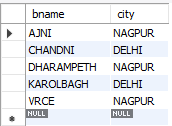 bname city
AJNI NAGPUR
CHANDNI DELHI
DHARAMPETH NAGPUR
KAROLBAGH DELHI
VRCE NAGPUR
NULL NULL